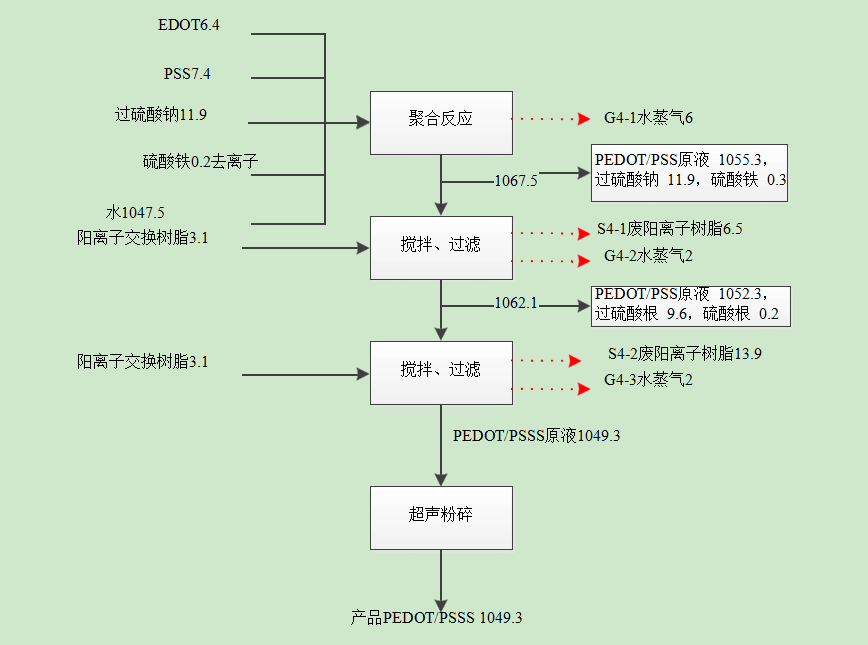 EDOT6.4
PSS7.4
过硫酸钠11.9
聚合反应
G4-1水蒸气6
硫酸铁0.2去离子
PEDOT/PSS原液 1055.3，
过硫酸钠 11.9，硫酸铁 0.3
1067.5
水1047.5
阳离子交换树脂3.1
搅拌、过滤
S4-1废阳离子树脂6.5
G4-2水蒸气2
1062.1
PEDOT/PSS原液 1052.3，
过硫酸根 9.6，硫酸根 0.2
阳离子交换树脂3.1
搅拌、过滤
S4-2废阳离子树脂13.9
G4-3水蒸气2
PEDOT/PSSS原液1049.3
超声粉碎
产品PEDOT/PSSS 1049.3